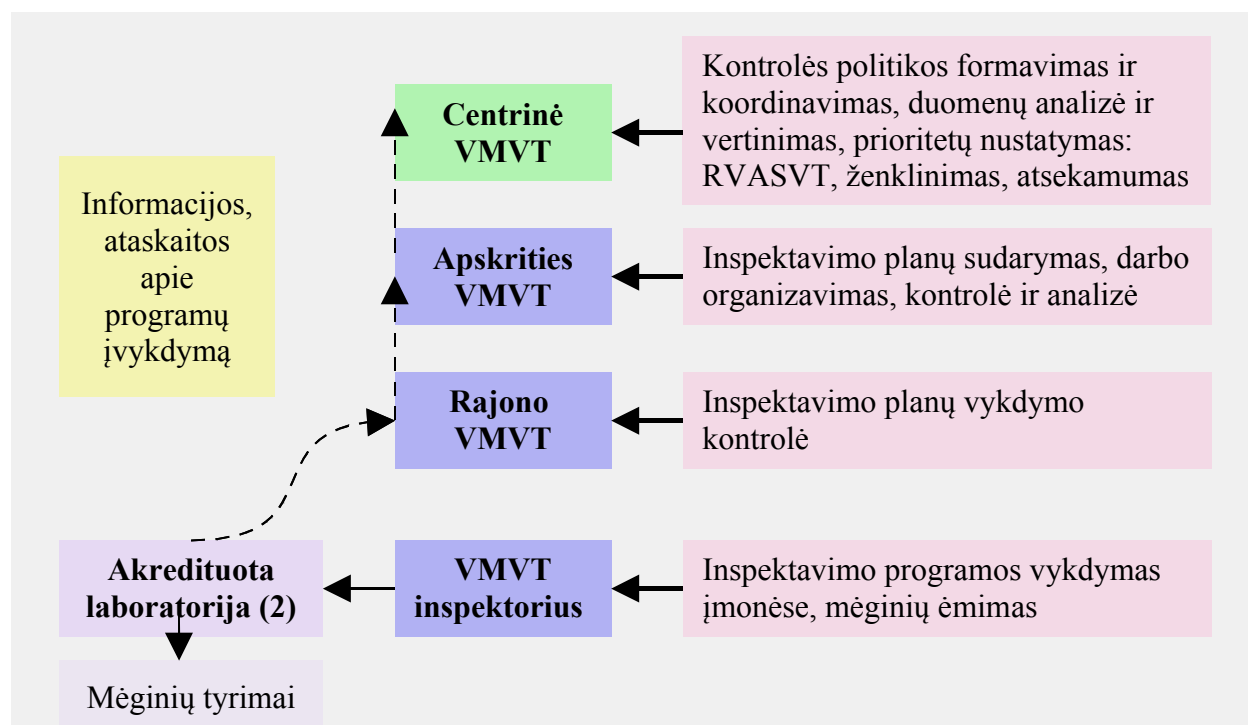 Kontrolės politikos formavimas ir
koordinavimas, duomenų analizė ir
vertinimas, prioritetų nustatymas:
RVASVT, ženklinimas, atsekamumas
Centrinė
VMVT
Informacijos,
ataskaitos
apie
programų
įvykdymą
Apskrities
VMVT
Inspektavimo planų sudarymas, darbo
organizavimas, kontrolė ir analizė
Rajono
VMVT
Inspektavimo planų vykdymo
kontrolė
Akredituota
laboratorija (2)
VMVT
inspektorius
Inspektavimo programos vykdymas
įmonėse, mėginių ėmimas
Mėginių tyrimai